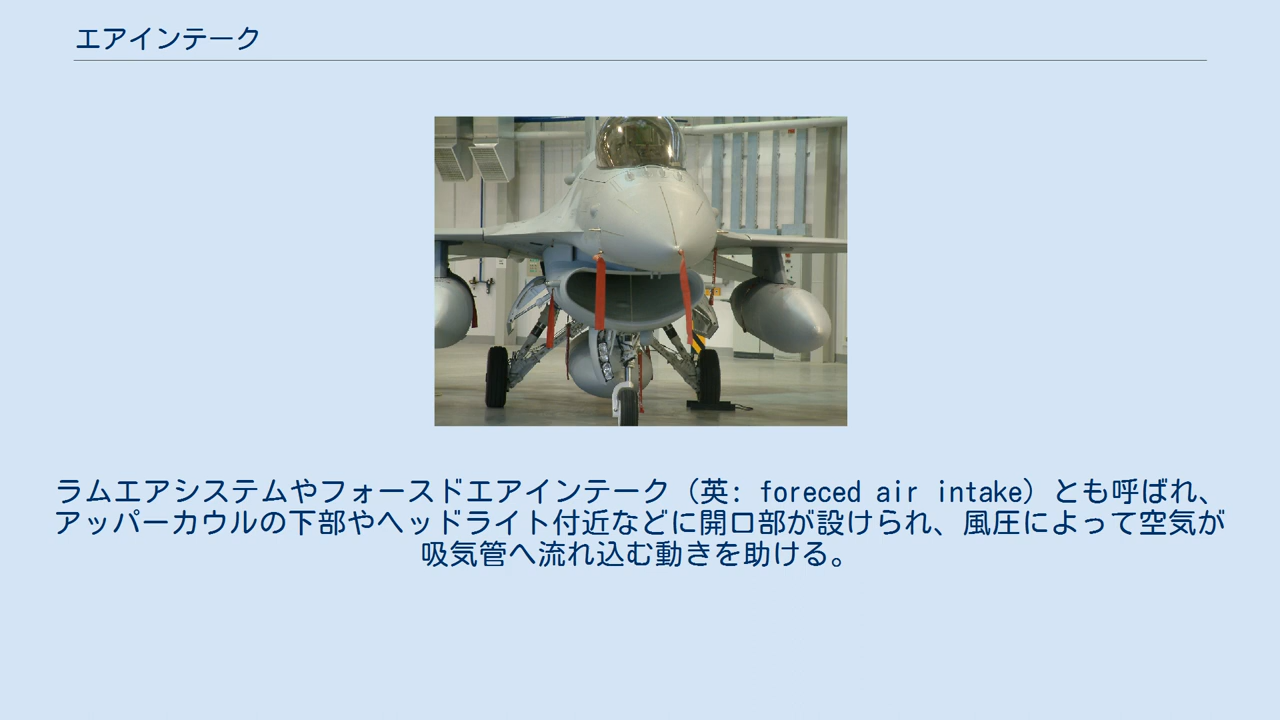 エアインテーク
ラムエアシステムやフォースドエアインテーク（英: foreced air intake）とも呼ばれ、
アッパーカウルの下部やヘッドライト付近などに開口部が設けられ、風圧によって空気が
吸気管へ流れ込む動きを助ける。